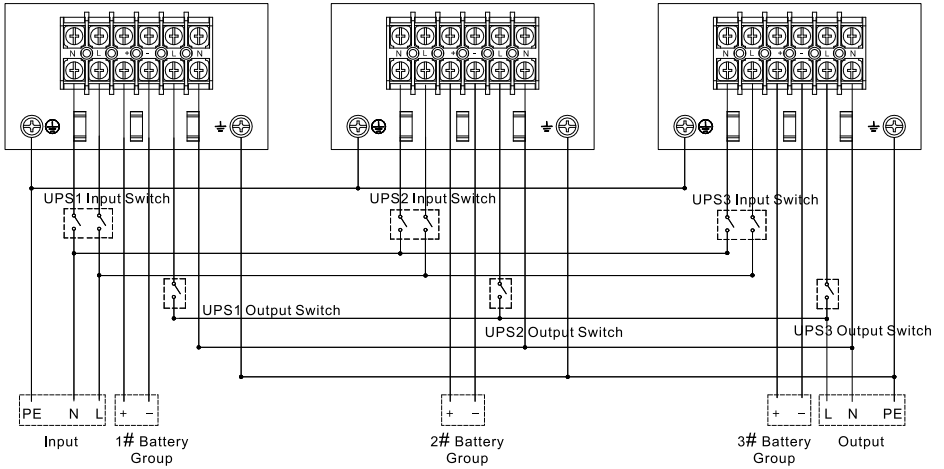 N L + - L N
N L + - L N
N L + - L N
UPS1 Input Switch
UPS2 Input Switch
UPS3 Input Switch
UPS1 Output Switch
UPS2 Output Switch
UPS3 Output Switch
PE N L + −
+ −
+ − L N PE
Input
1# Battery
Group
2# Battery
Group
3# Battery
Group
Output